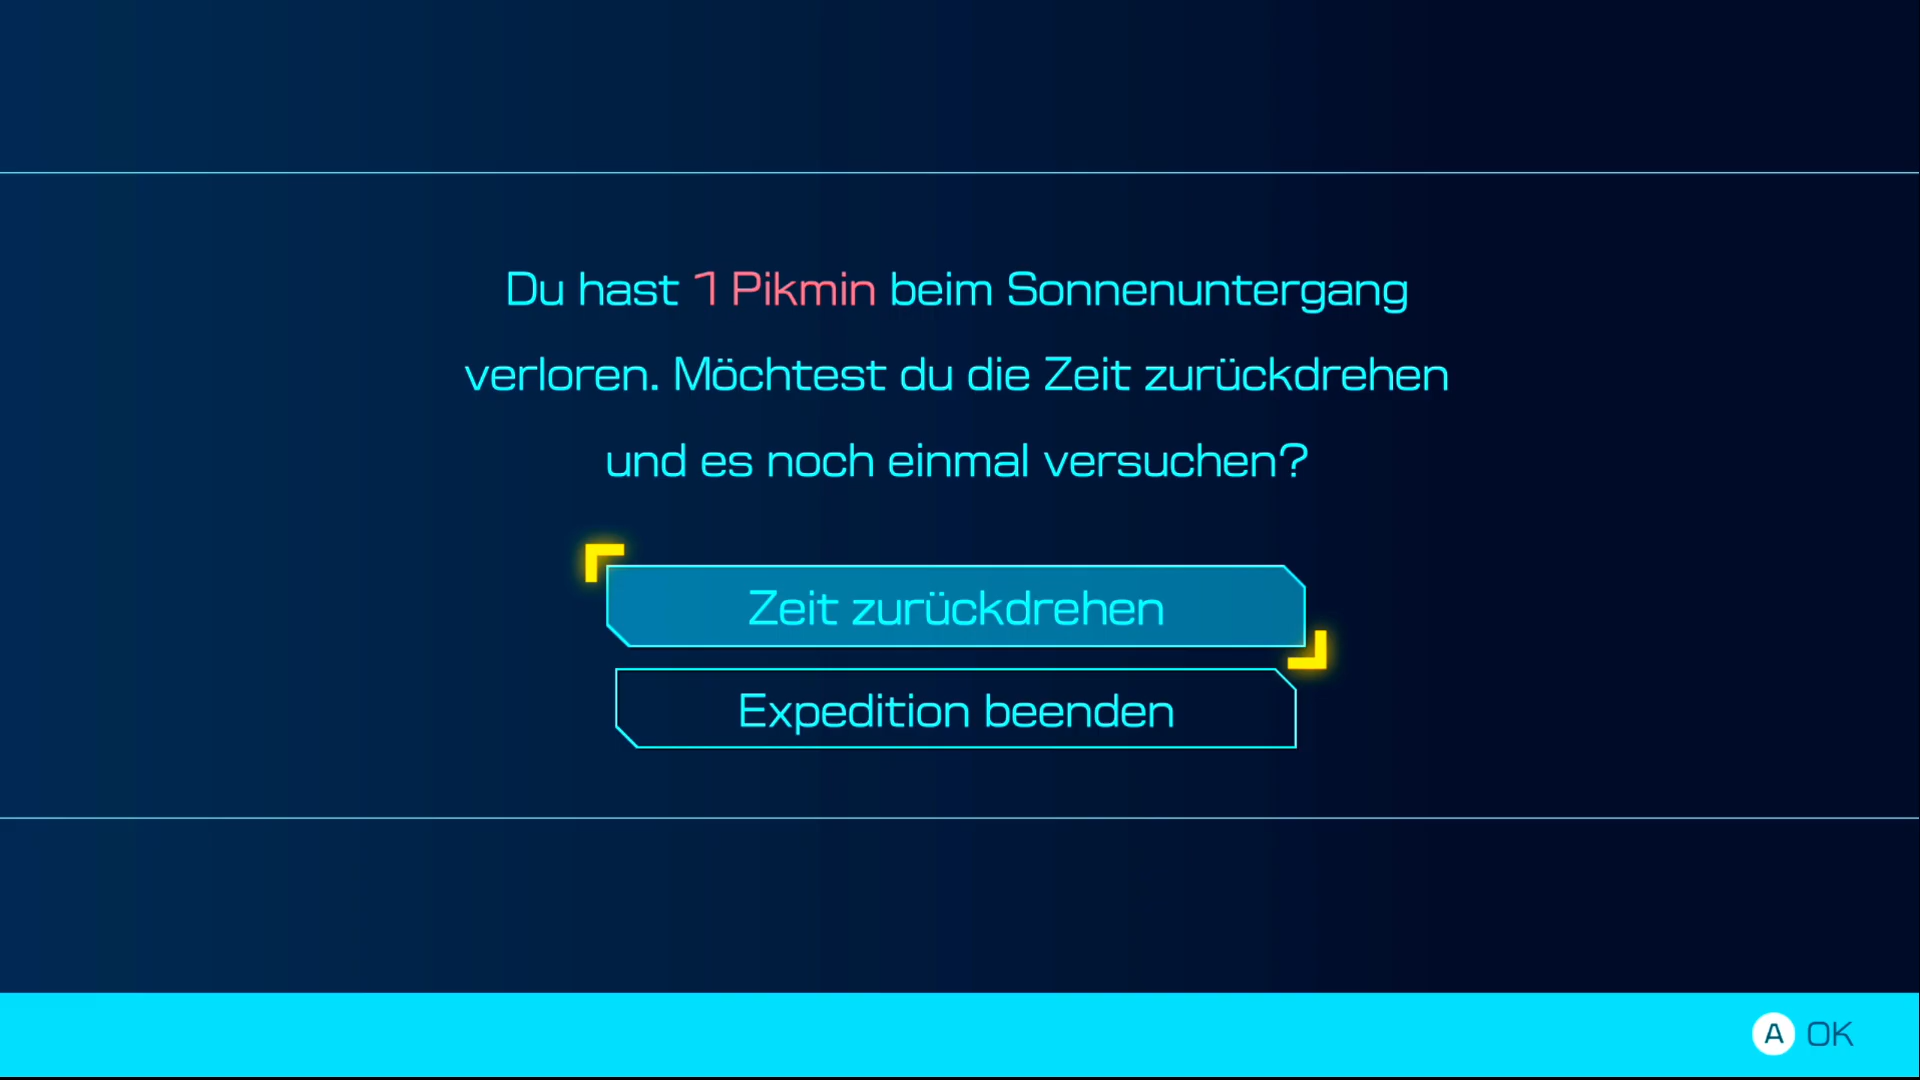 Du hast 1 Pikmin beim Sonnenuntergang
verloren. Möchtest du die Zeit zurückdrehen
und es noch einmal versuchen?
Zeit zurückdrehen
Expedition beenden
A OK